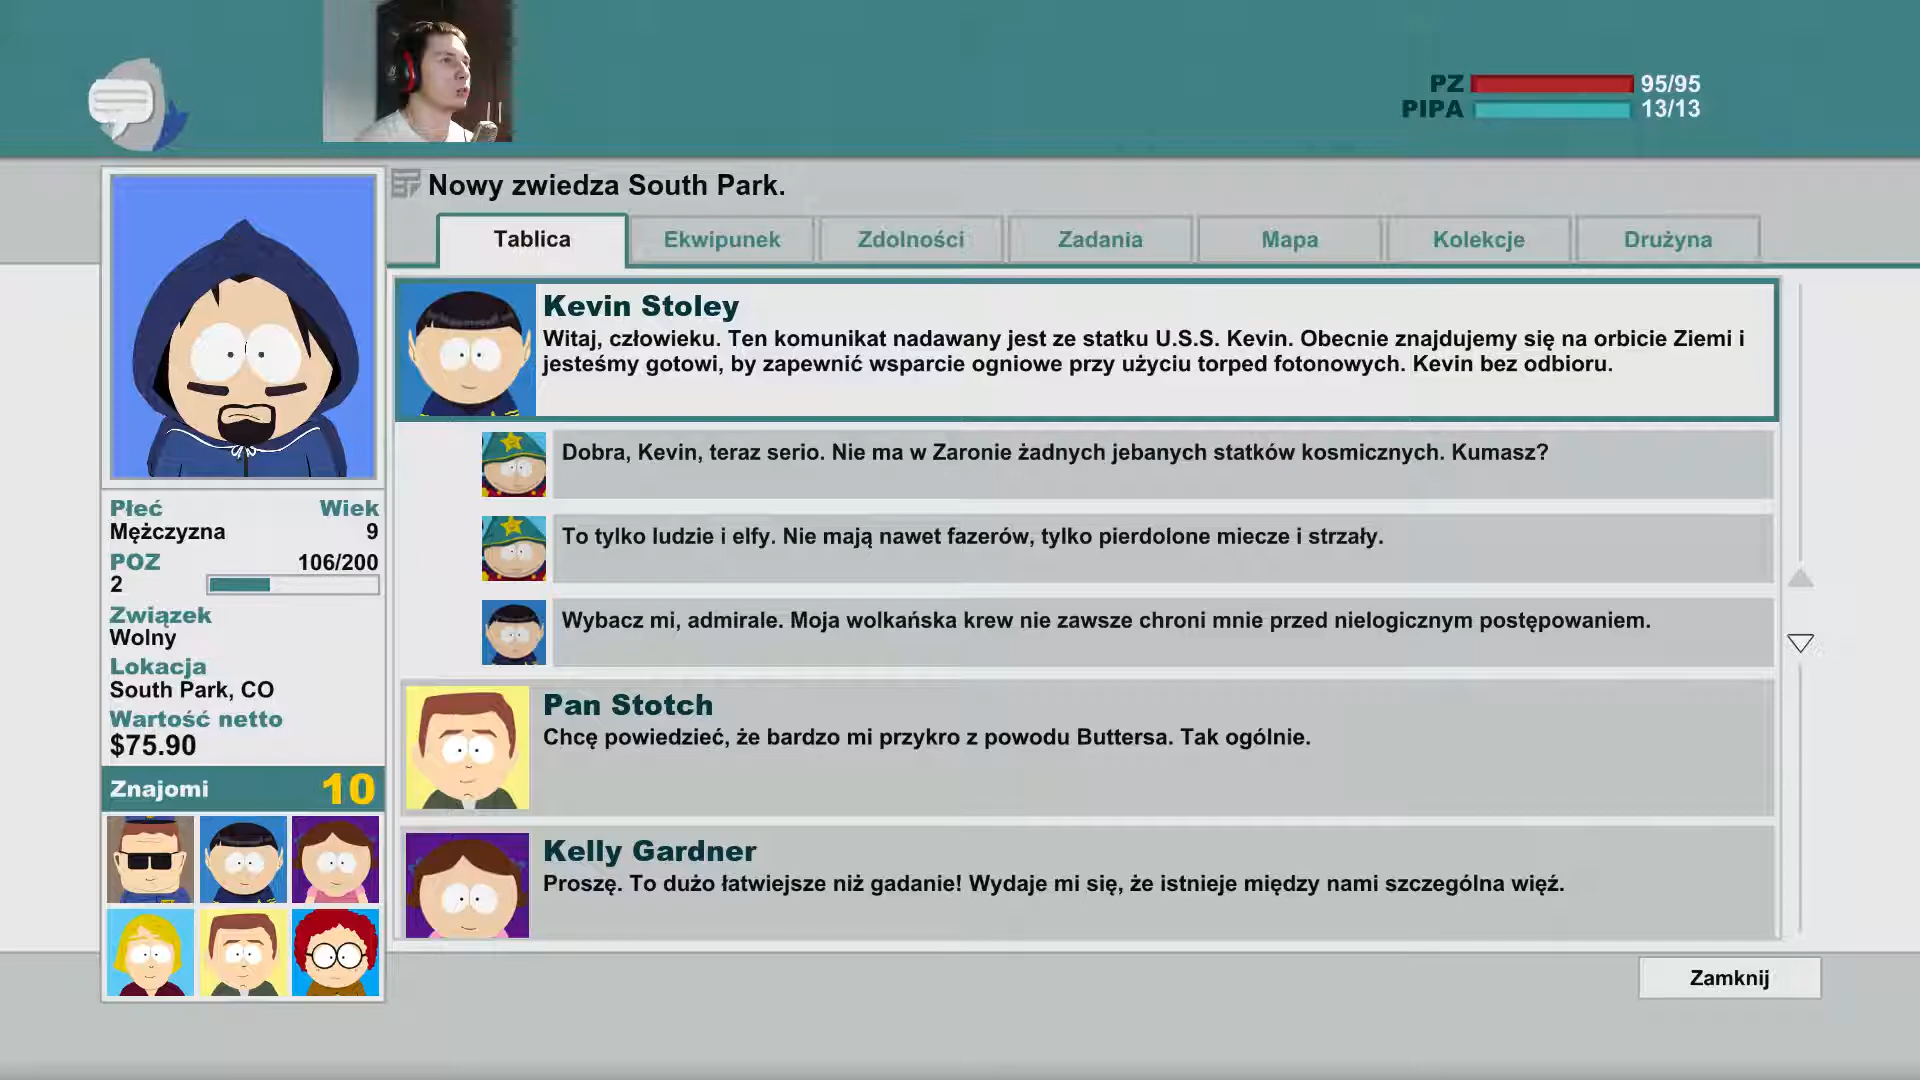 PZ 95/95
PIPA 13/13
Nowy zwiedza South Park.
Tablica Ekwipunek Zdolności Zadania Mapa Kolekcje Drużyna
Kevin Stoley
Witaj, człowieku. Ten komunikat nadawany jest ze statku U.S.S. Kevin. Obecnie znajdujemy się na orbicie Ziemi i
jesteśmy gotowi, by zapewnić wsparcie ogniowe przy użyciu torped fotonowych. Kevin bez odbioru.
Dobra, Kevin, teraz serio. Nie ma w Zaronie żadnych jebanych statków kosmicznych. Kumasz?
To tylko ludzie i elfy. Nie mają nawet fazerów, tylko pierdolone miecze i strzały.
Wybacz mi, admirale. Moja wolkańska krew nie zawsze chroni mnie przed nielogicznym postępowaniem.
Pan Stotch
Chcę powiedzieć, że bardzo mi przykro z powodu Buttersa. Tak ogólnie.
Kelly Gardner
Proszę. To dużo łatwiejsze niż gadanie! Wydaje mi się, że istnieje między nami szczególna więź.
Płeć Wiek
Mężczyzna 9
POZ 106/200
2
Związek
Wolny
Lokacja
South Park, CO
Wartość netto
$75.90
Znajomi 10
Zamknij